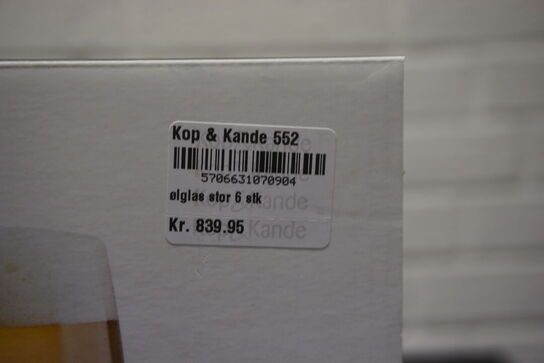 Kop & Kande 552
5706631070904
ølglas stor 6 stk
Kr. 839.95